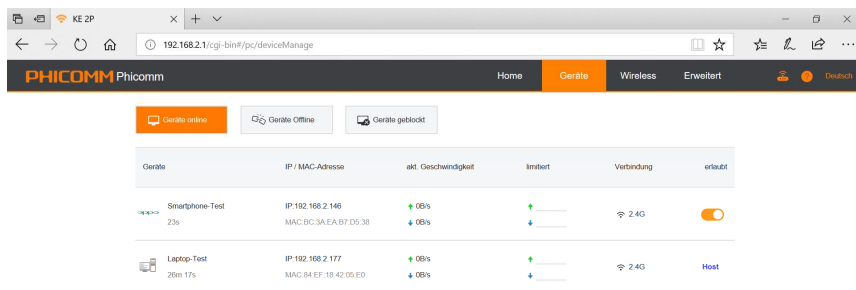 KE 2P
192.168.2.1/cgi-bin#/pc/deviceManage
PHICOMM Phicomm Home Geräte Wireless Erweitert Deutsch
Geräte online Geräte Offline Geräte geblockt
Geräte IP / MAC-Adresse akt. Geschwindigkeit limitiert Verbindung erlaubt
oppo Smartphone-Test IP:192.168.2.146 0B/s 2.4G
23s MAC:BC:3A:EA:B7:D5:38 0B/s
Laptop-Test IP:192.168.2.177 0B/s 2.4G Host
26m 17s MAC:84:EF:18:42:05:E0 0B/s